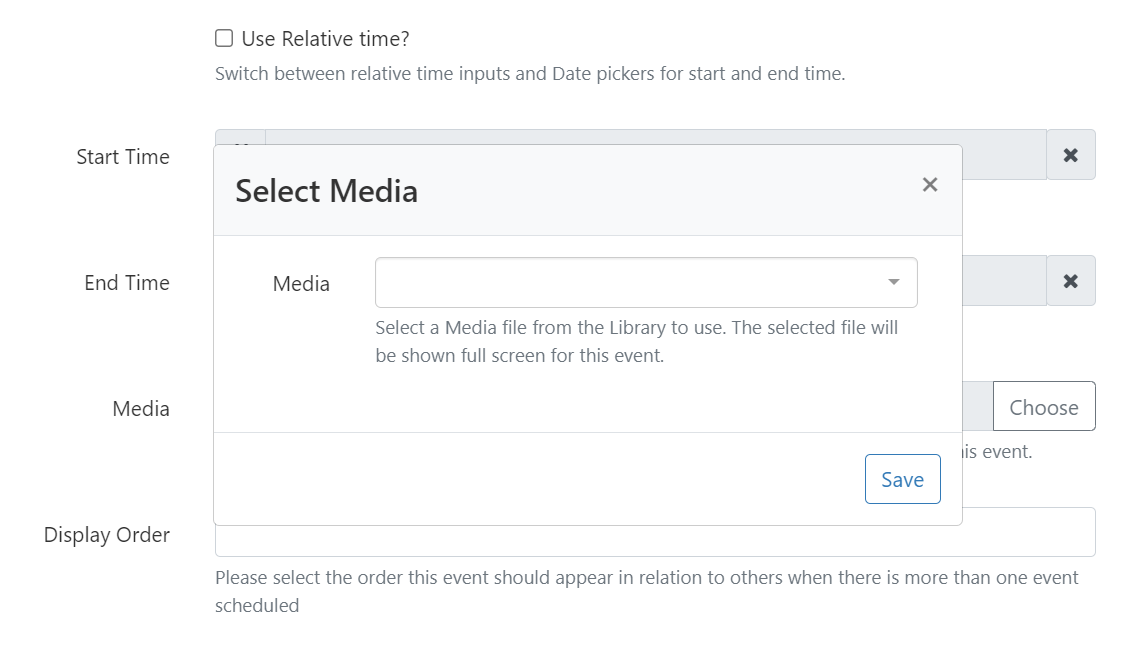 Use Relative time?
Switch between relative time inputs and Date pickers for start and end time.
Start Time
Select Media
End Time
Media
Select a Media file from the Library to use. The selected file will
be shown full screen for this event.
Media
Choose
event.
Save
Display Order
Please select the order this event should appear in relation to others when there is more than one event
scheduled